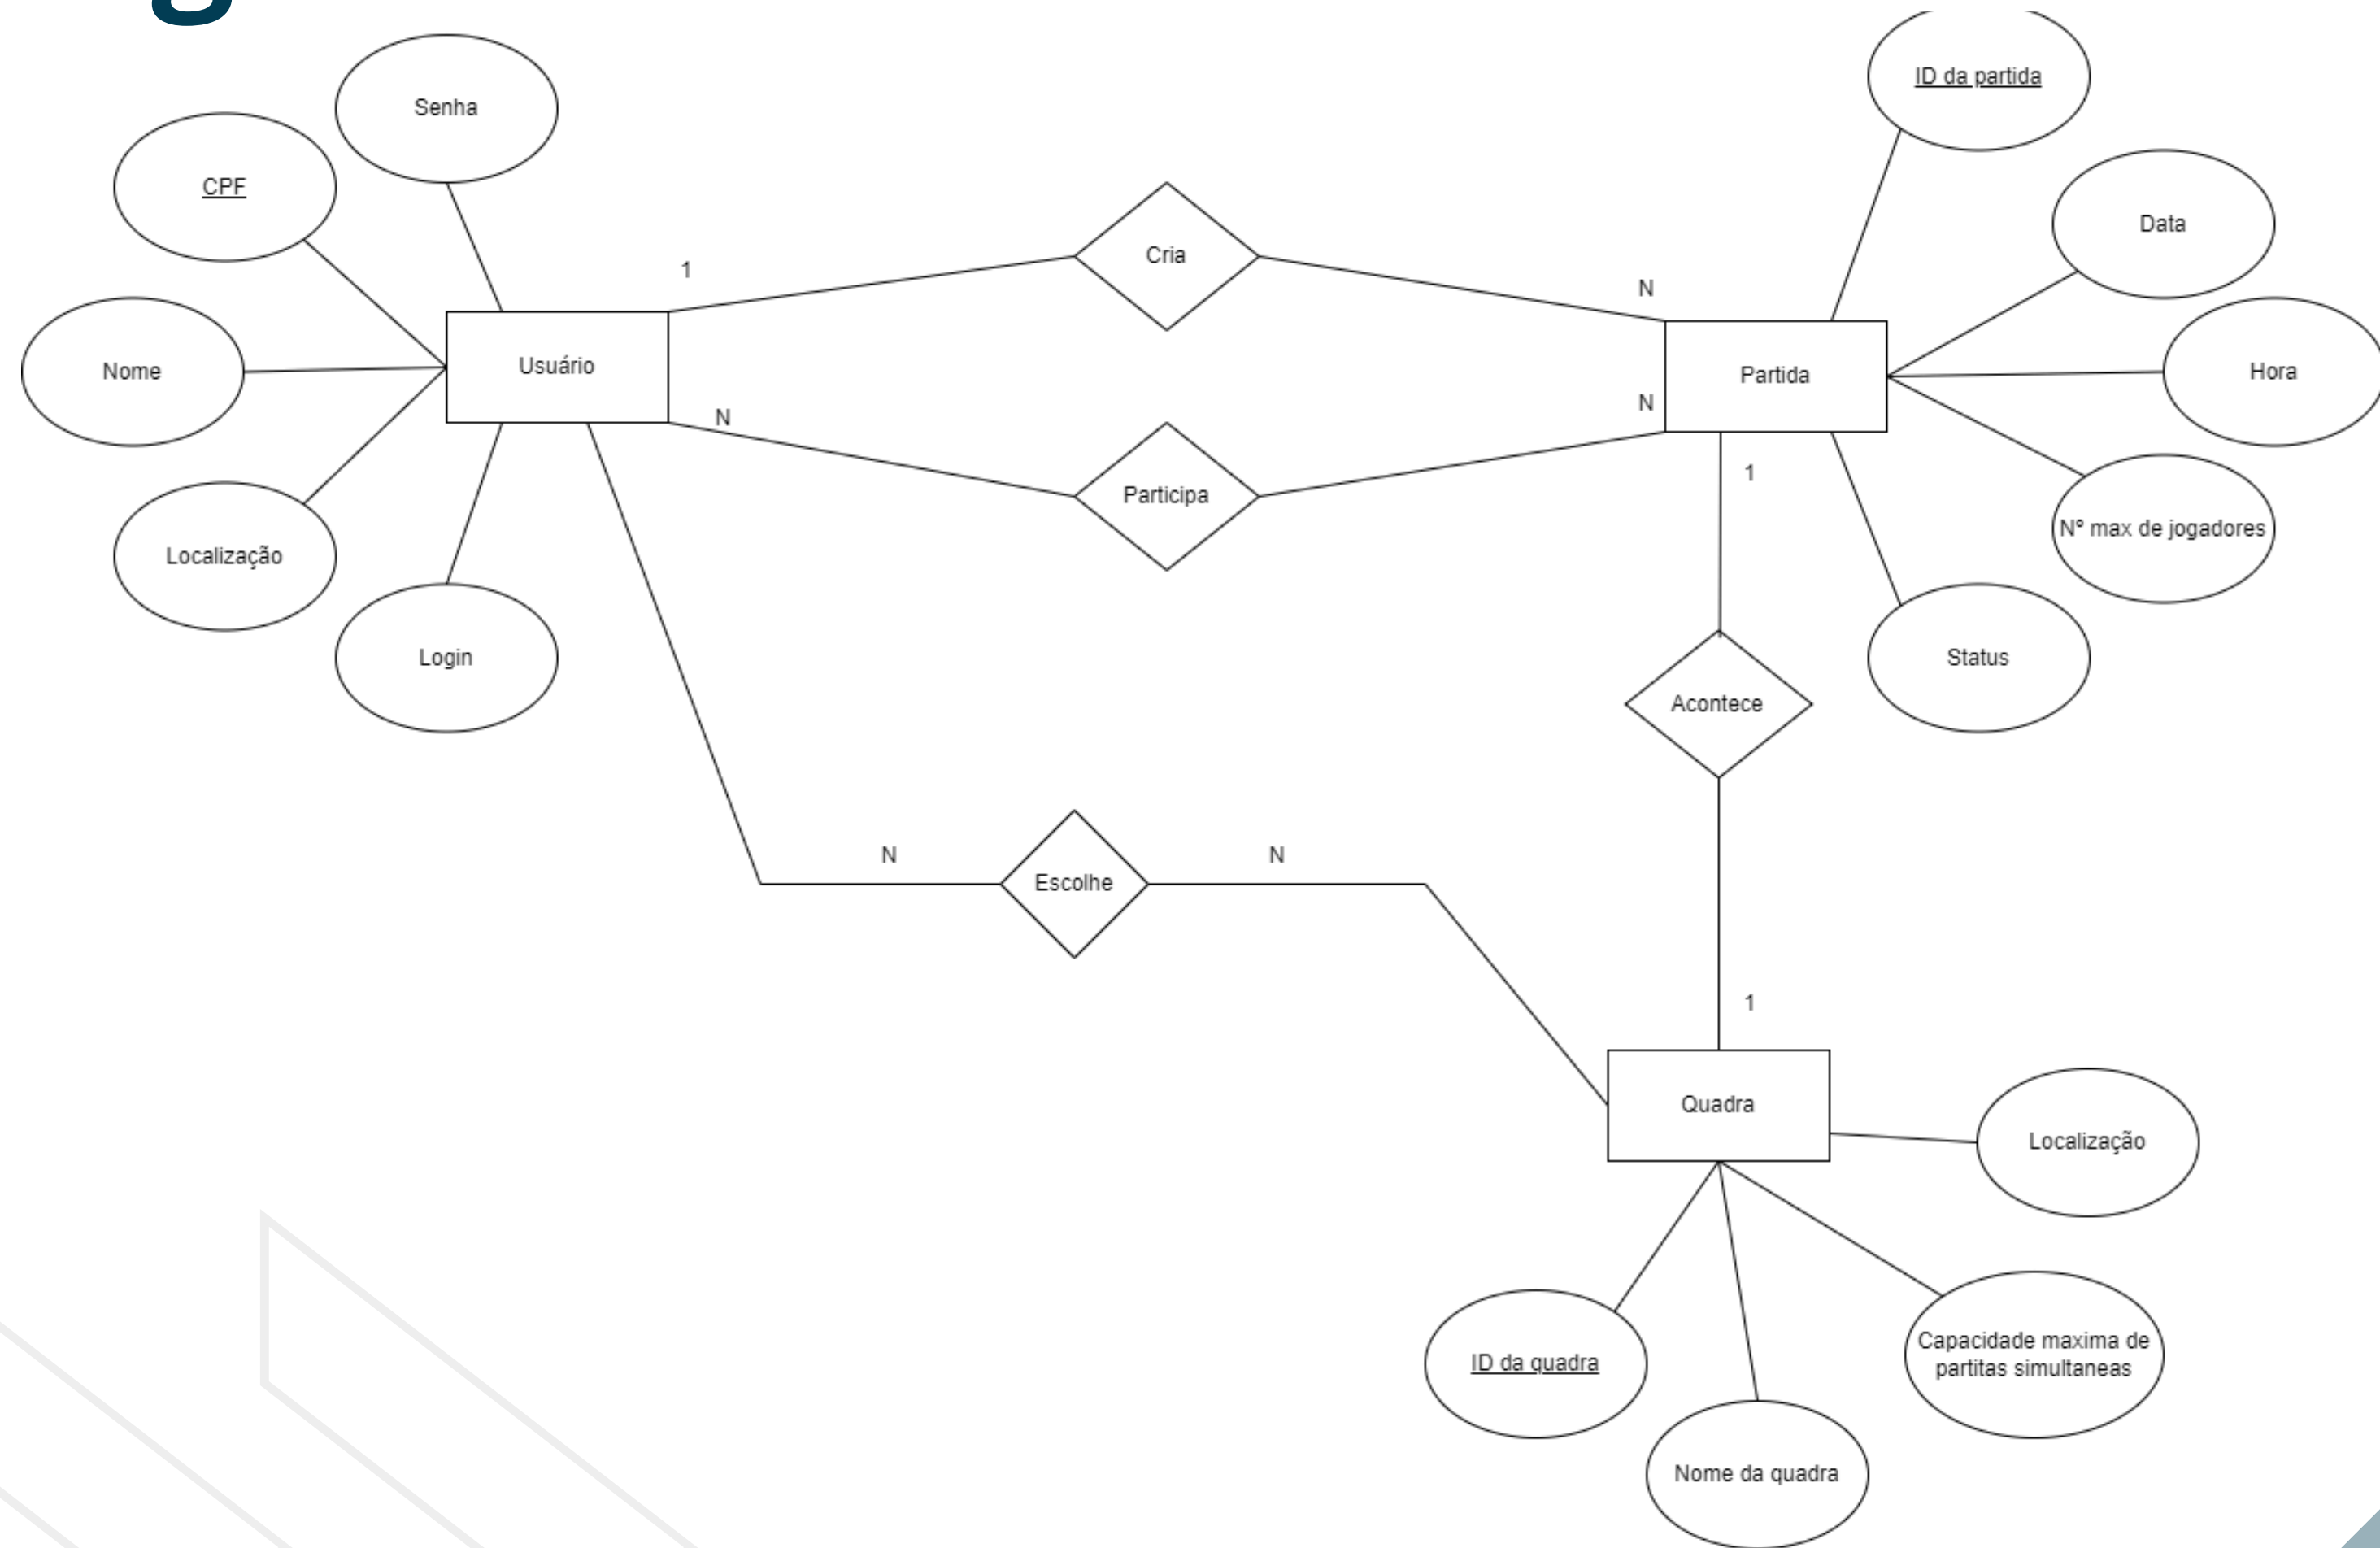 ID da partida
Senha
CPF
Data
Cria
1
N
Usuário
Nome
Partida
Hora
N
N
Participa
1
Nº max de jogadores
Localização
Login
Status
Acontece
N
N
Escolhe
1
Quadra
Localização
ID da quadra
Capacidade maxima de
partitas simultaneas
Nome da quadra